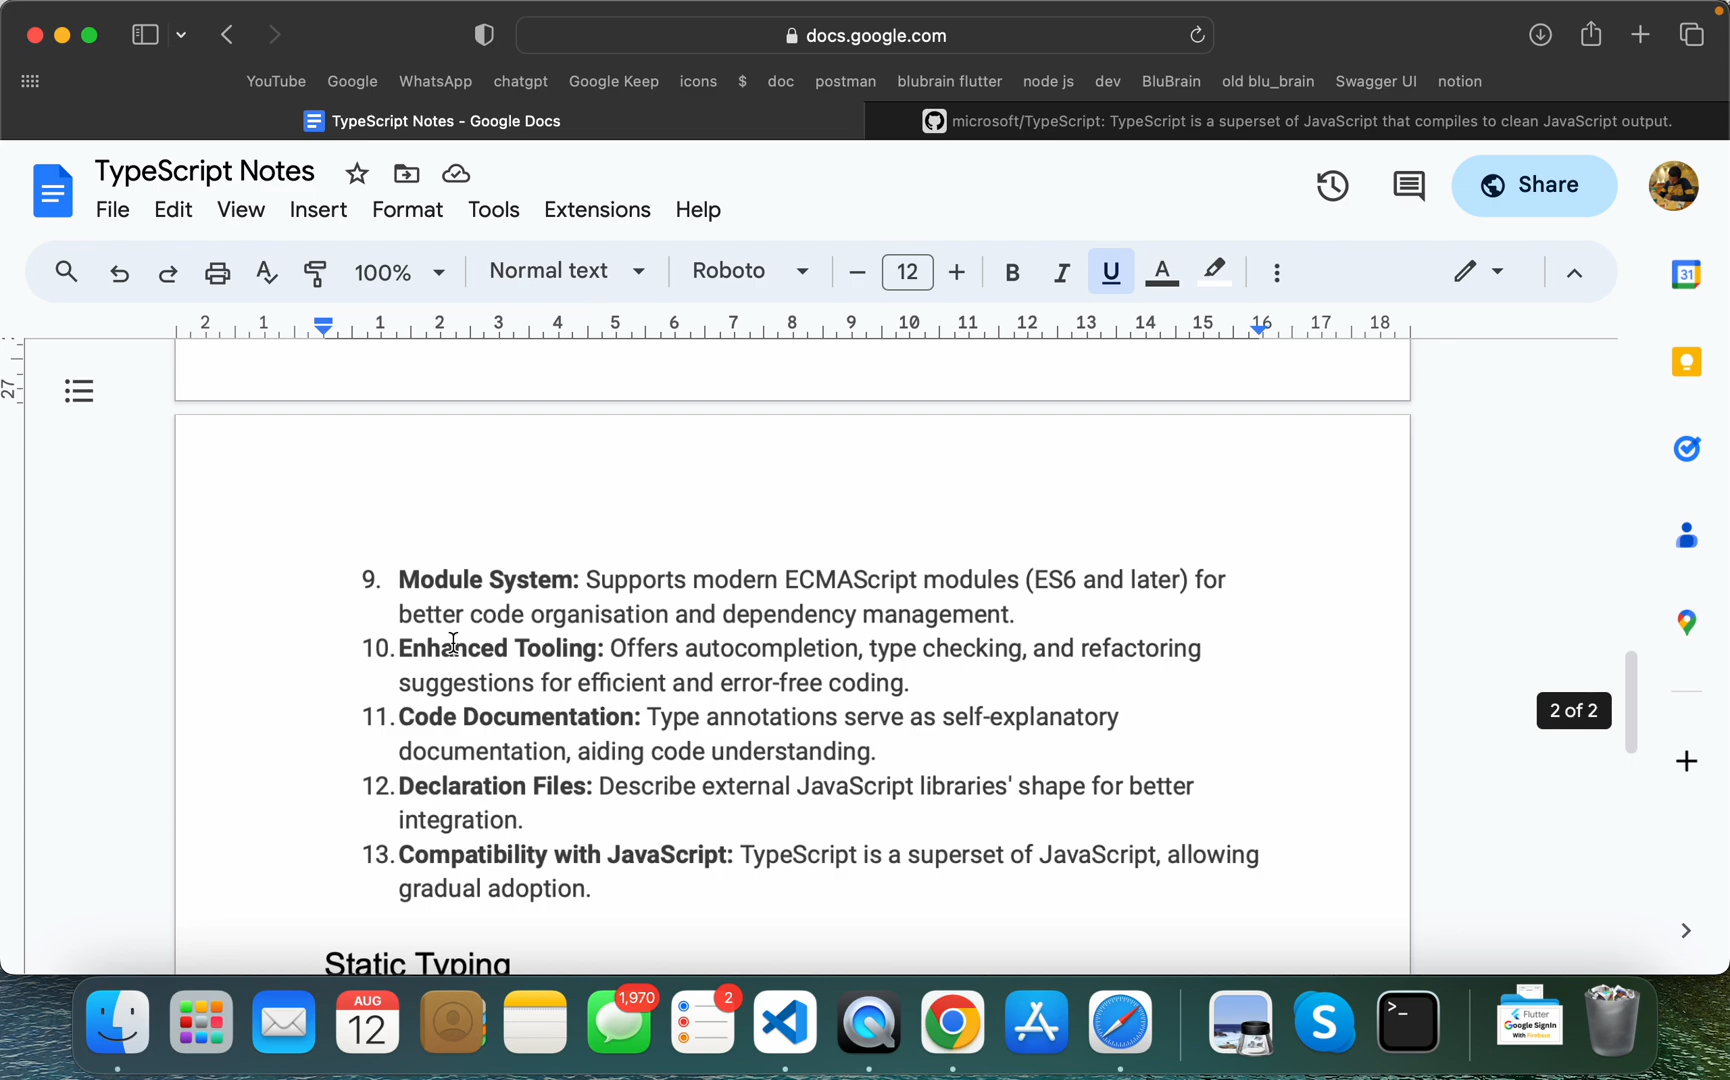 docs.google.com
YouTube Google WhatsApp chatgpt Google Keep icons $ doc postman blubrain flutter node js dev BluBrain old blu_brain Swagger UI notion
TypeScript Notes - Google Docs
microsoft/TypeScript: TypeScript is a superset of JavaScript that compiles to clean JavaScript output.
TypeScript Notes
File Edit View Insert Format Tools Extensions Help
Share
100% Normal text Roboto 12 B I U A
2 1 1 2 3 4 5 6 7 8 9 10 11 12 13 14 15 16 17 18
27
31
9. Module System: Supports modern ECMAScript modules (ES6 and later) for
better code organisation and dependency management.
10. Enhanced Tooling: Offers autocompletion, type checking, and refactoring
suggestions for efficient and error-free coding.
11. Code Documentation: Type annotations serve as self-explanatory
documentation, aiding code understanding.
12. Declaration Files: Describe external JavaScript libraries' shape for better
integration.
13. Compatibility with JavaScript: TypeScript is a superset of JavaScript, allowing
gradual adoption.
2 of 2
Static Typing
AUG
12
1,970
2
S
Flutter
Google SignIn
With Firebase